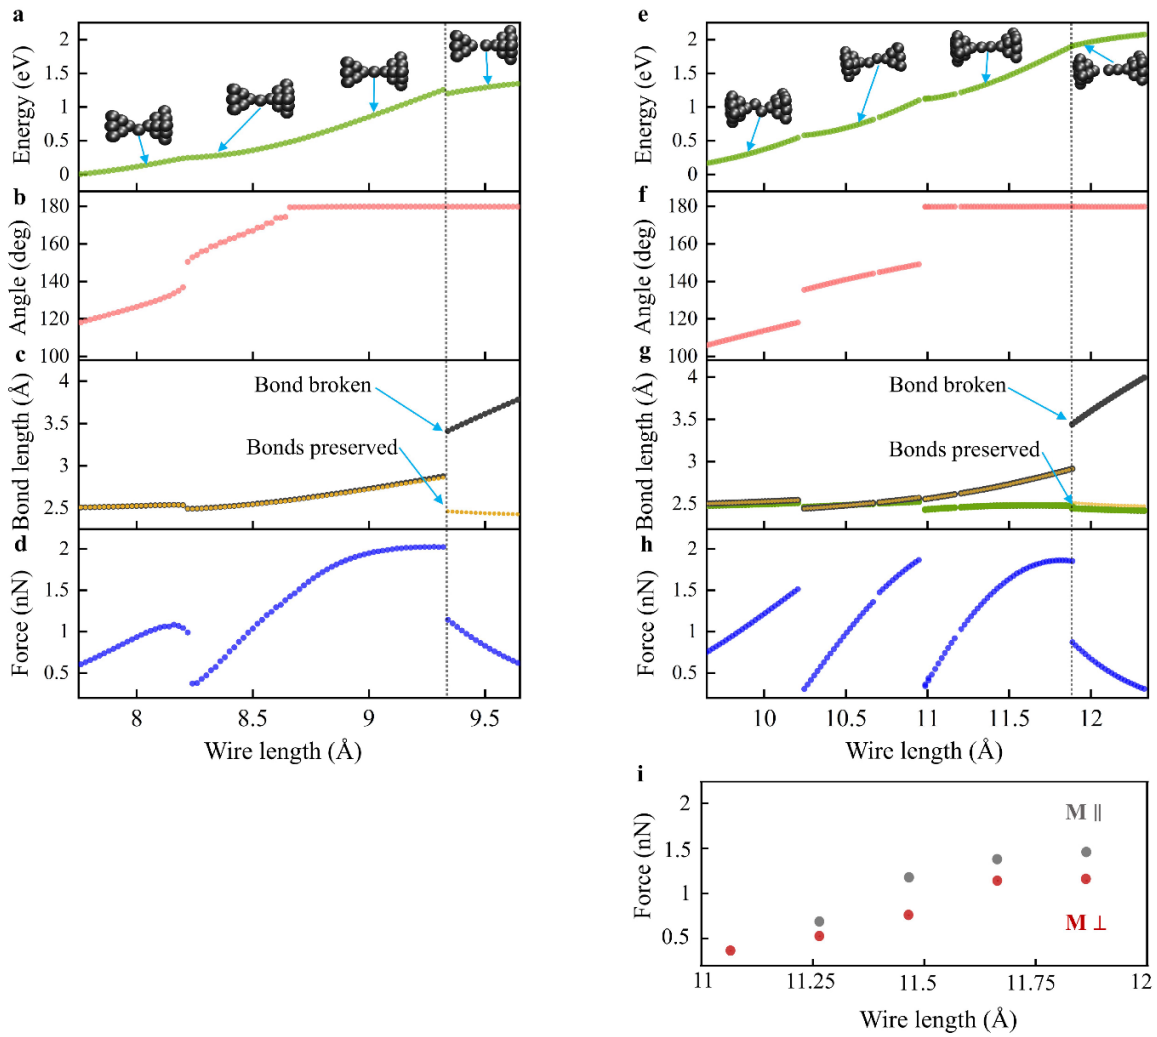 a
Energy (eV)
2
1.5
1
0.5
0
b
Angle (deg)
180
160
140
120
100
c
Bond length (Å)
4
3.5
3
2.5
Bond broken
Bonds preserved
d
Force (nN)
2
1.5
1
0.5
8
8.5
9
9.5
Wire length (Å)
e
Energy (eV)
2
1.5
1
0.5
0
f
Angle (deg)
180
160
140
120
100
g
Bond length (Å)
4
3.5
3
2.5
Bond broken
Bonds preserved
h
Force (nN)
2
1.5
1
0.5
10
10.5
11
11.5
12
Wire length (Å)
i
Force (nN)
2
1.5
1
0.5
M ∥
M ⊥
11
11.25
11.5
11.75
12
Wire length (Å)